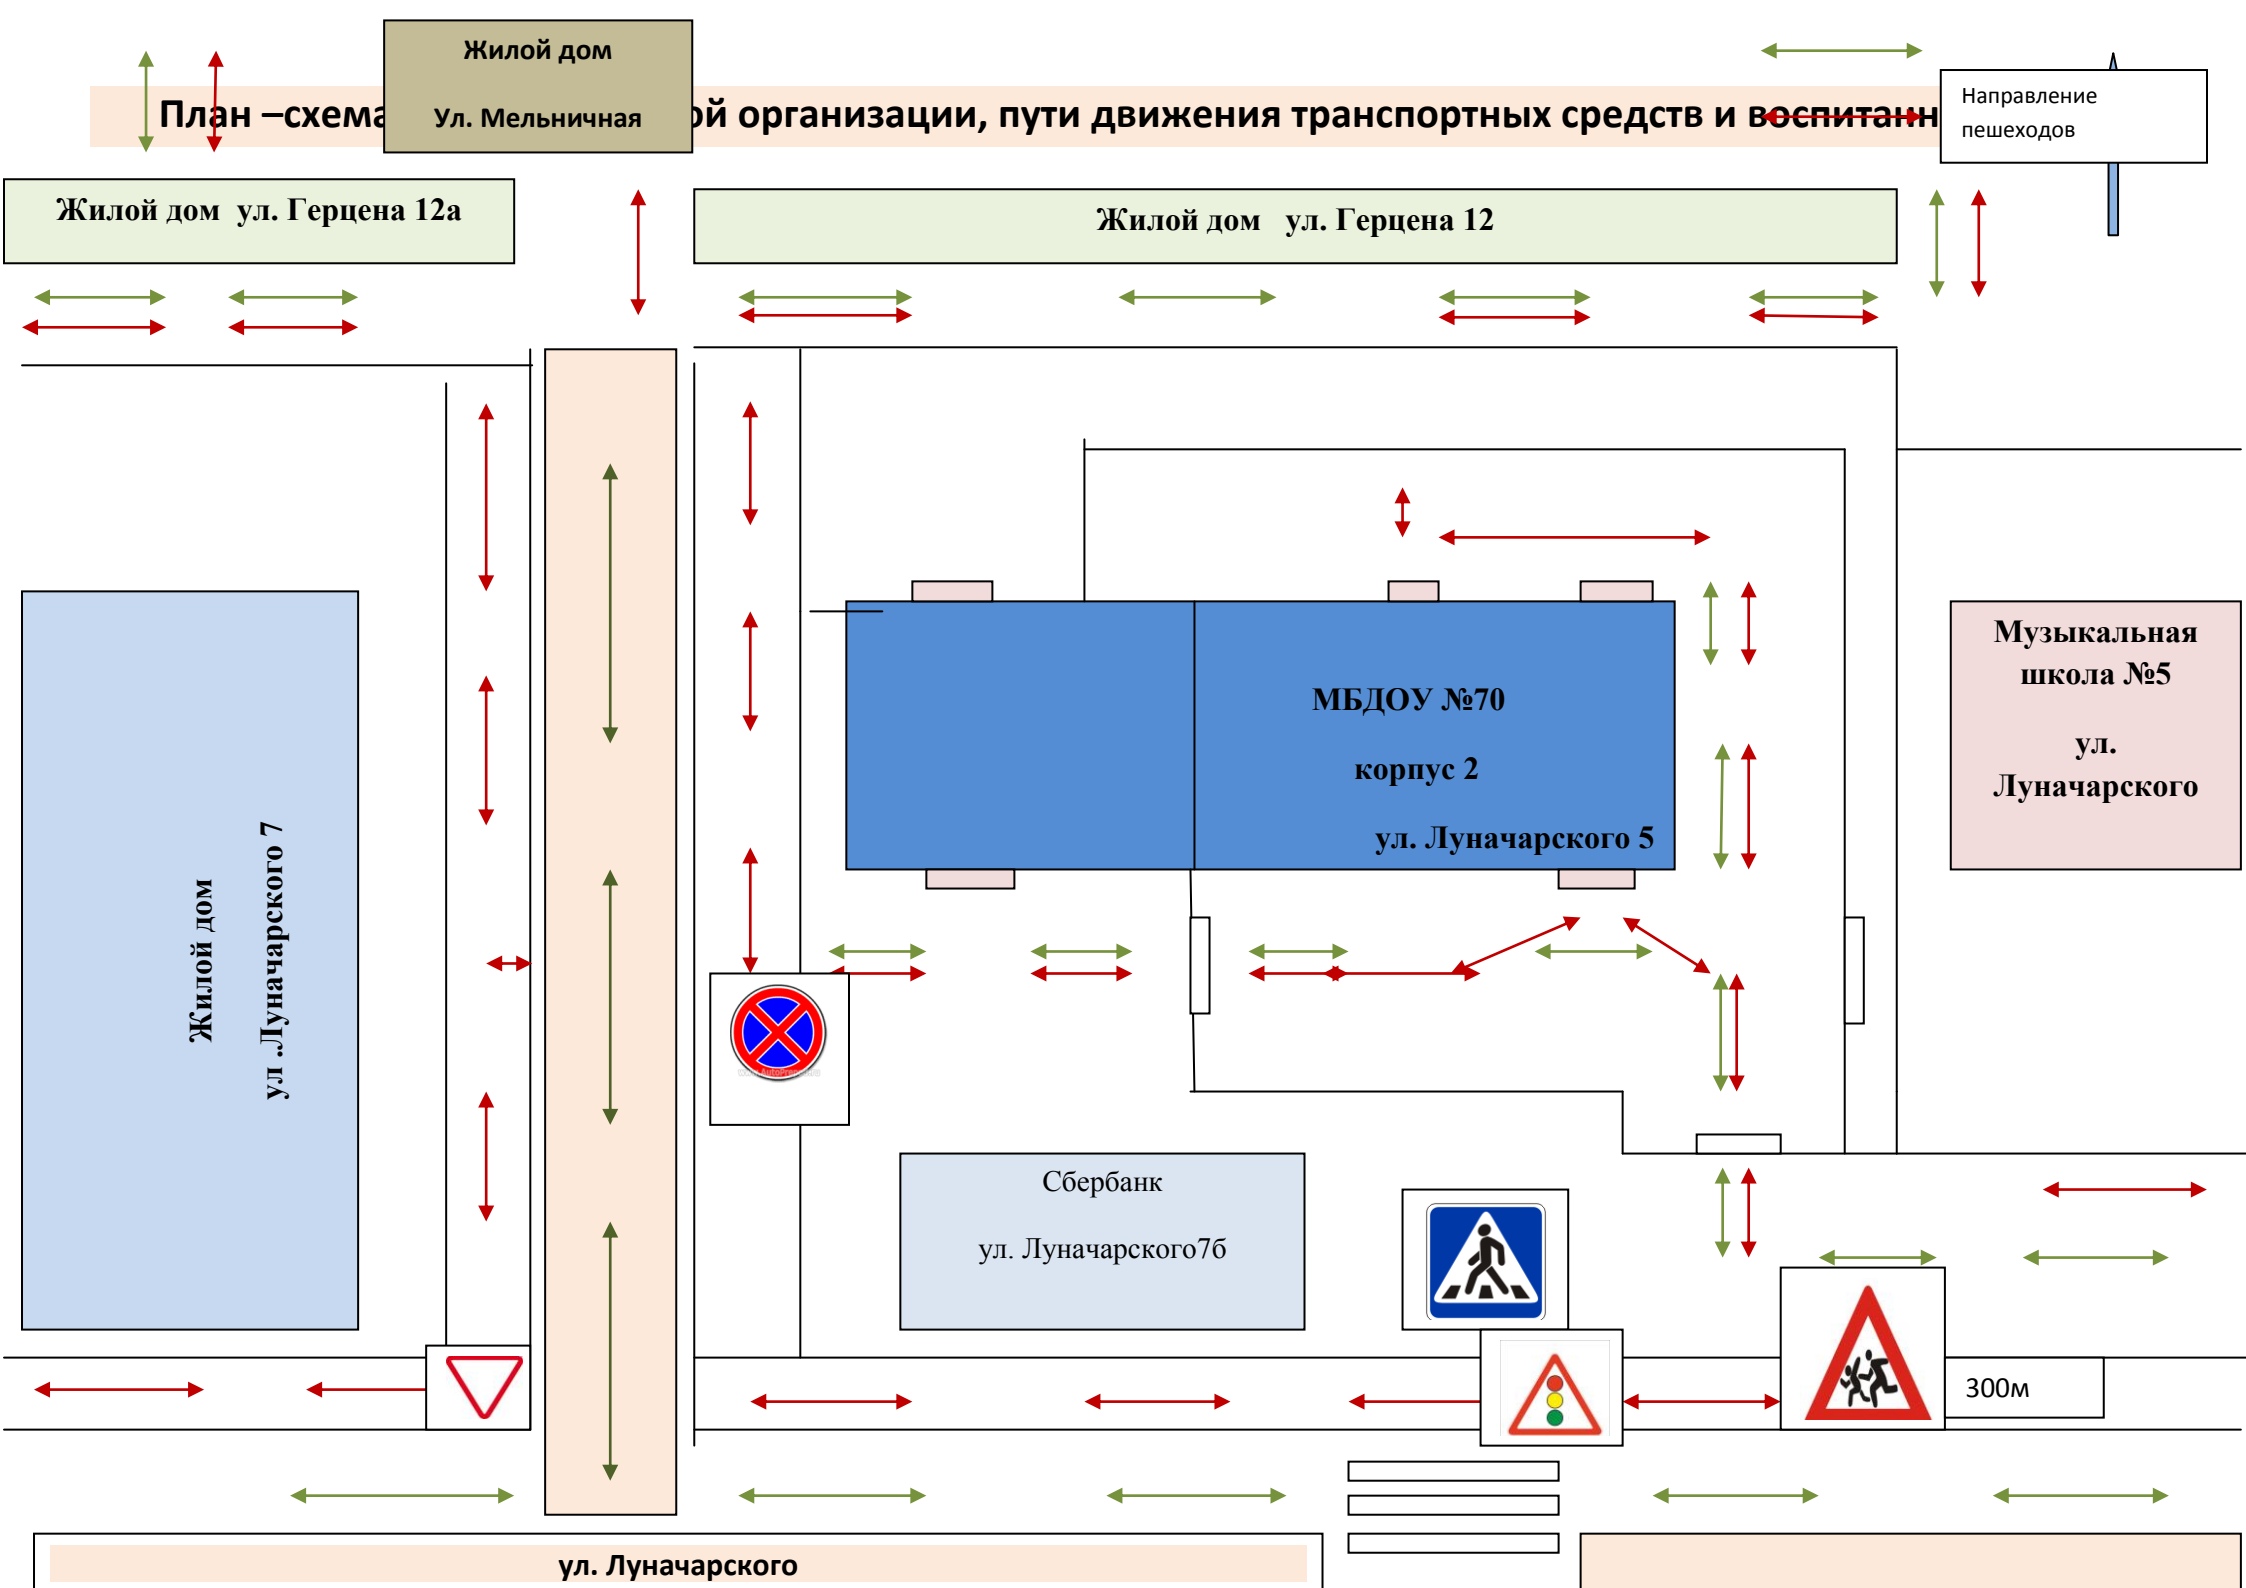 Жилой дом
Ул. Мельничная
План –схема ой организации, пути движения транспортных средств и воспитанн
Направление
пешеходов
Жилой дом ул. Герцена 12а
Жилой дом ул. Герцена 12
Музыкальная
школа №5
ул.
Луначарского
МБДОУ №70
корпус 2
ул. Луначарского 5
Жилой дом
ул .Луначарского 7
Сбербанк
ул. Луначарского7б
300м
ул. Луначарского